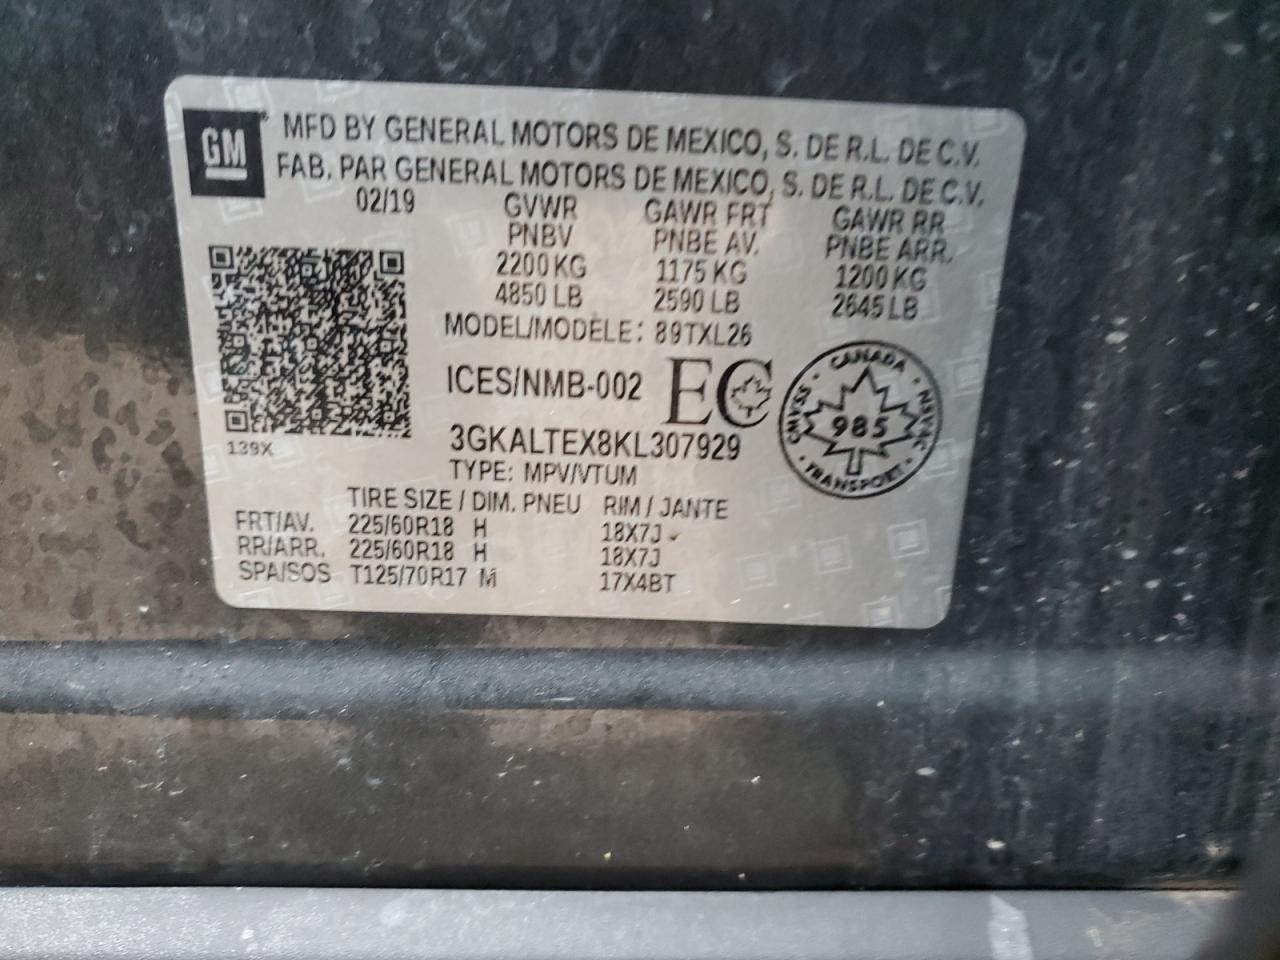 GM MFD BY GENERAL MOTORS DE MEXICO, S. DE R.L. DE C.V.
FAB. PAR GENERAL MOTORS DE MEXICO, S. DE R.L. DE C.V.
02/19 GVWR GAWR FRT GAWR RR
PNBV PNBE AV. PNBE ARR.
2200 KG 1175 KG 1200 KG
4850 LB 2590 LB 2645 LB
MODEL/MODÈLE: 89TXL26
ICES/NMB-002 EC
CANADA
CMVSS 985 NSVAC
TRANSPORT
139X
3GKALTEX8KL307929
TYPE: MPV/VTUM
TIRE SIZE / DIM. PNEU RIM / JANTE
FRT/AV. 225/60R18 H 18X7J
RR/ARR. 225/60R18 H 18X7J
SPA/SOS T125/70R17 M 17X4BT